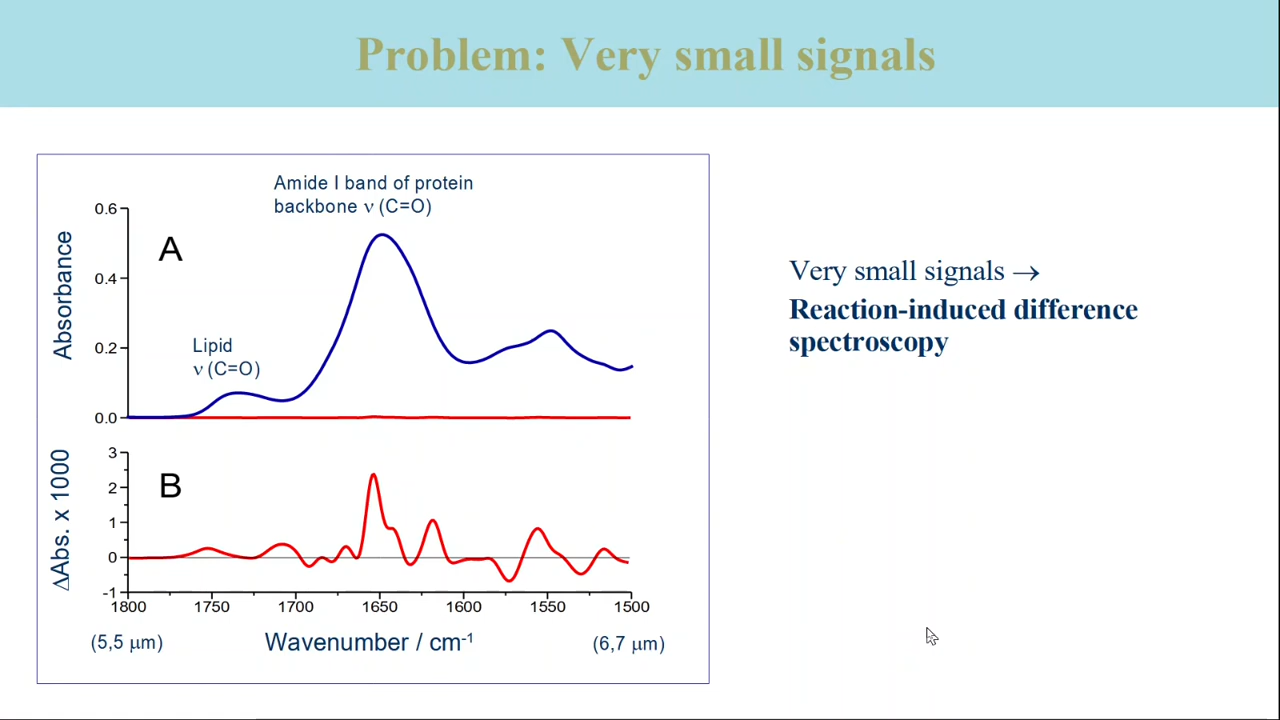 Problem: Very small signals
Amide I band of protein
backbone ν (C=O)
0.6
A
0.4
Absorbance
Lipid
ν (C=O)
0.2
0.0
3
B
2
1
0
-1
ΔAbs. x 1000
1800 1750 1700 1650 1600 1550 1500
(5,5 μm) Wavenumber / cm⁻¹ (6,7 μm)
Very small signals →
Reaction-induced difference
spectroscopy